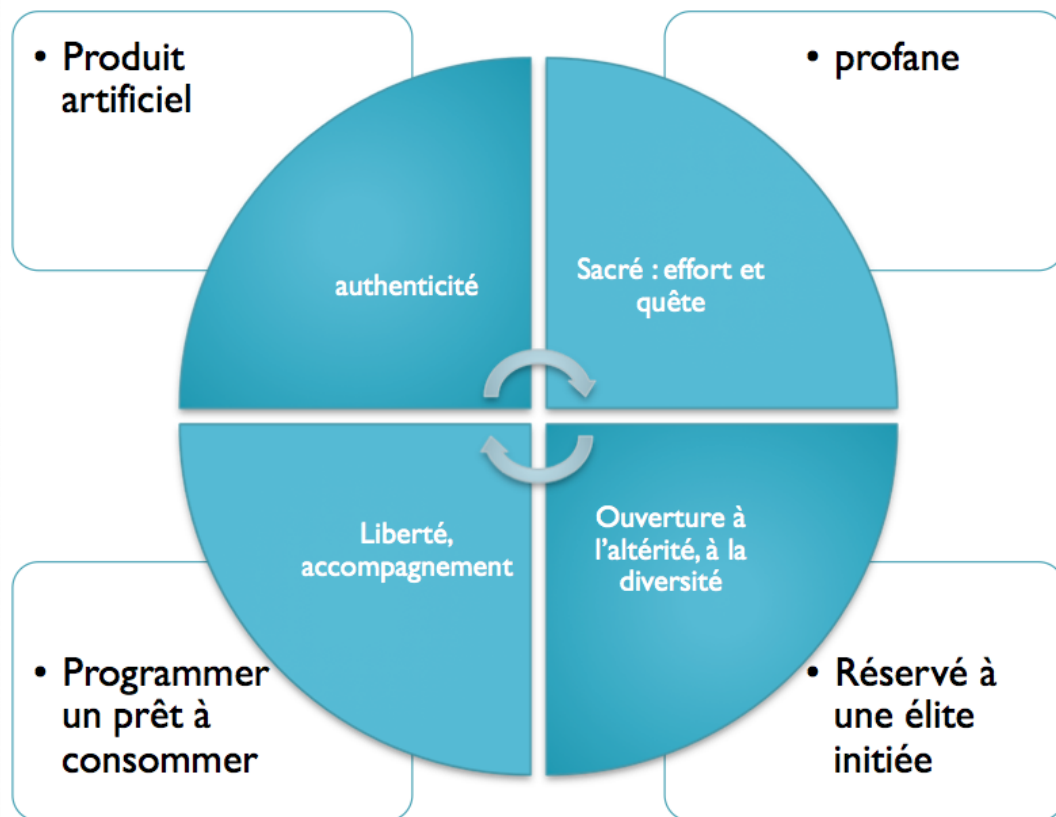 • Produit
artificiel
• profane
authenticité
Sacré : effort et
quête
Liberté,
accompagnement
Ouverture à
l'altérité, à la
diversité
• Programmer
un prêt à
consommer
• Réservé à
une élite
initiée